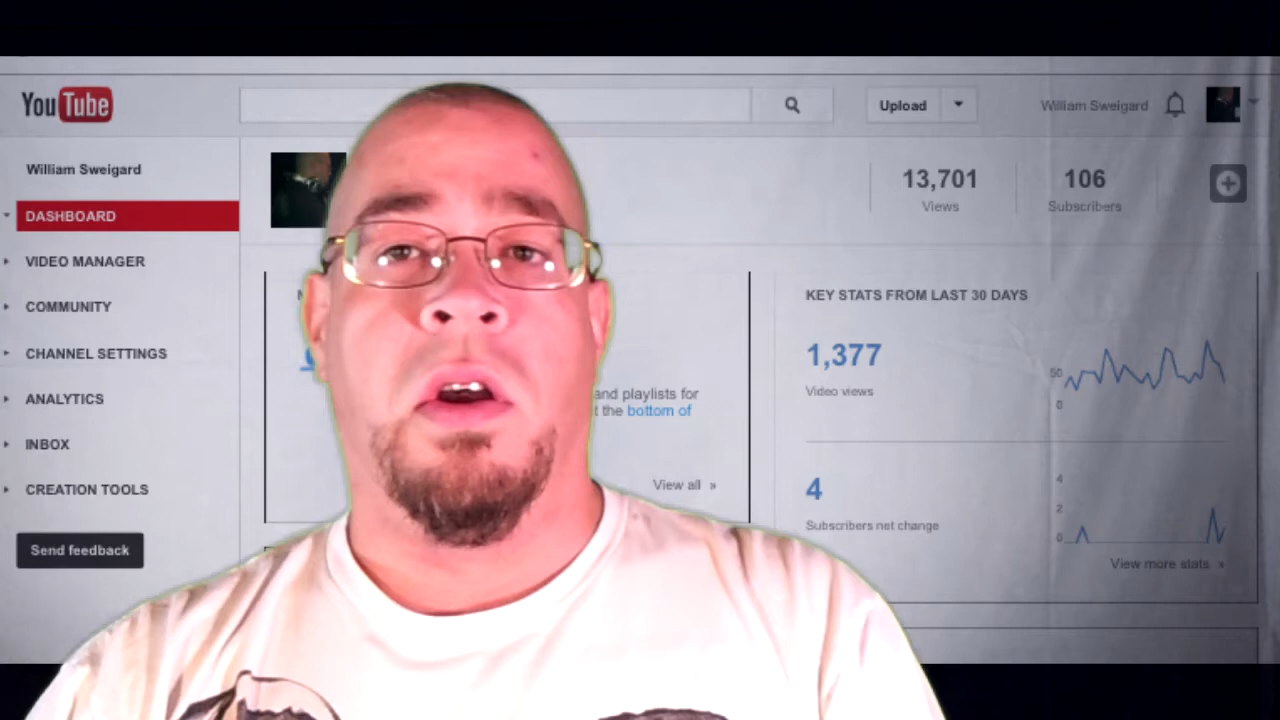 YouTube
Upload
William Sweigard
William Sweigard
13,701
Views
106
Subscribers
DASHBOARD
VIDEO MANAGER
COMMUNITY
CHANNEL SETTINGS
ANALYTICS
INBOX
CREATION TOOLS
Send feedback
and playlists for
the bottom of
View all »
KEY STATS FROM LAST 30 DAYS
1,377
Video views
50
0
4
Subscribers net change
4
2
0
View more stats »